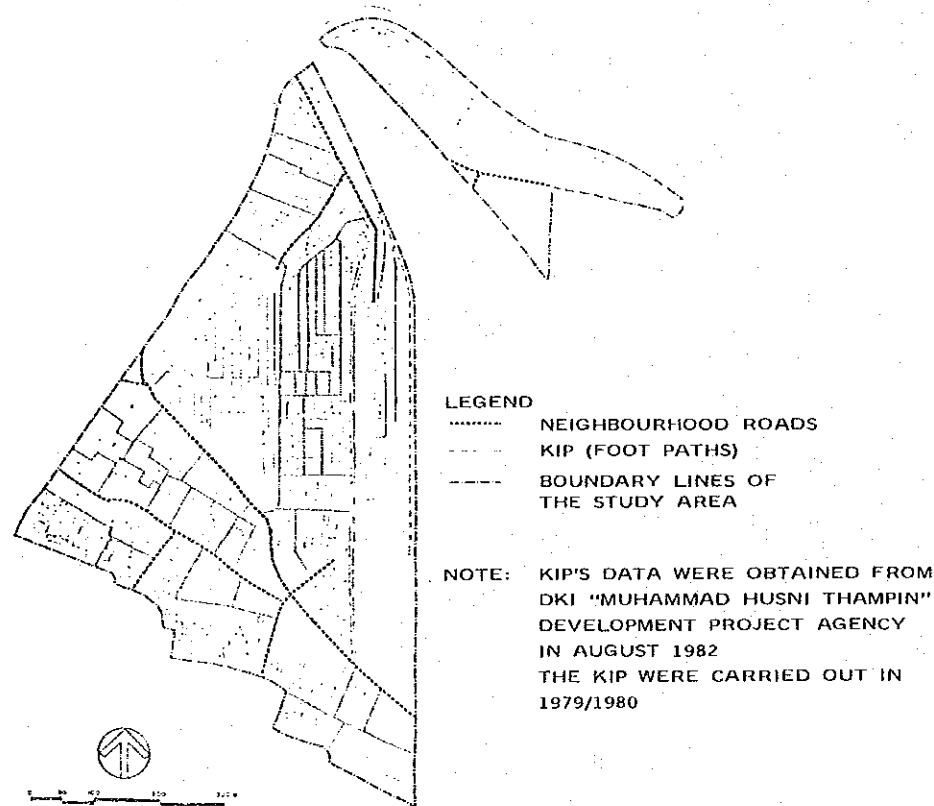 LEGEND
NEIGHBOURHOOD ROADS
KIP (FOOT PATHS)
BOUNDARY LINES OF
THE STUDY AREA
NOTE: KIP'S DATA WERE OBTAINED FROM
DKI "MUHAMMAD HUSNI THAMPIN"
DEVELOPMENT PROJECT AGENCY
IN AUGUST 1982
THE KIP WERE CARRIED OUT IN
1979/1980